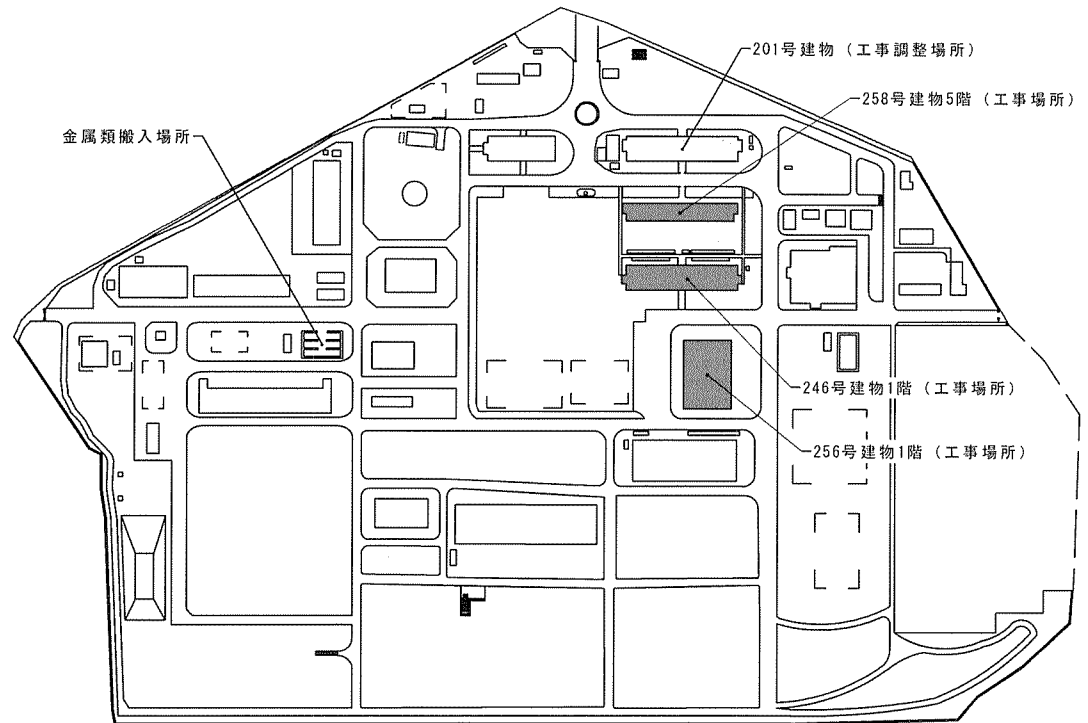 201号建物 (工事調整場所)
258号建物5階 (工事場所)
金属類搬入場所
246号建物1階 (工事場所)
256号建物1階 (工事場所)